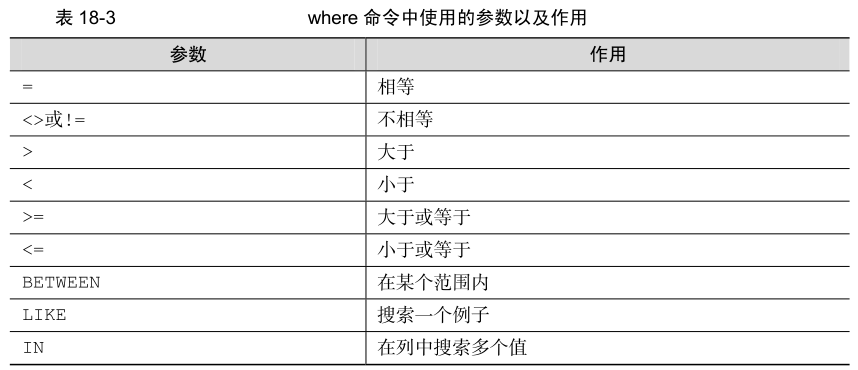 表 18-3 where 命令中使用的参数以及作用
参数 作用
= 相等
<>或!= 不相等
> 大于
< 小于
>= 大于或等于
<= 小于或等于
BETWEEN 在某个范围内
LIKE 搜索一个例子
IN 在列中搜索多个值